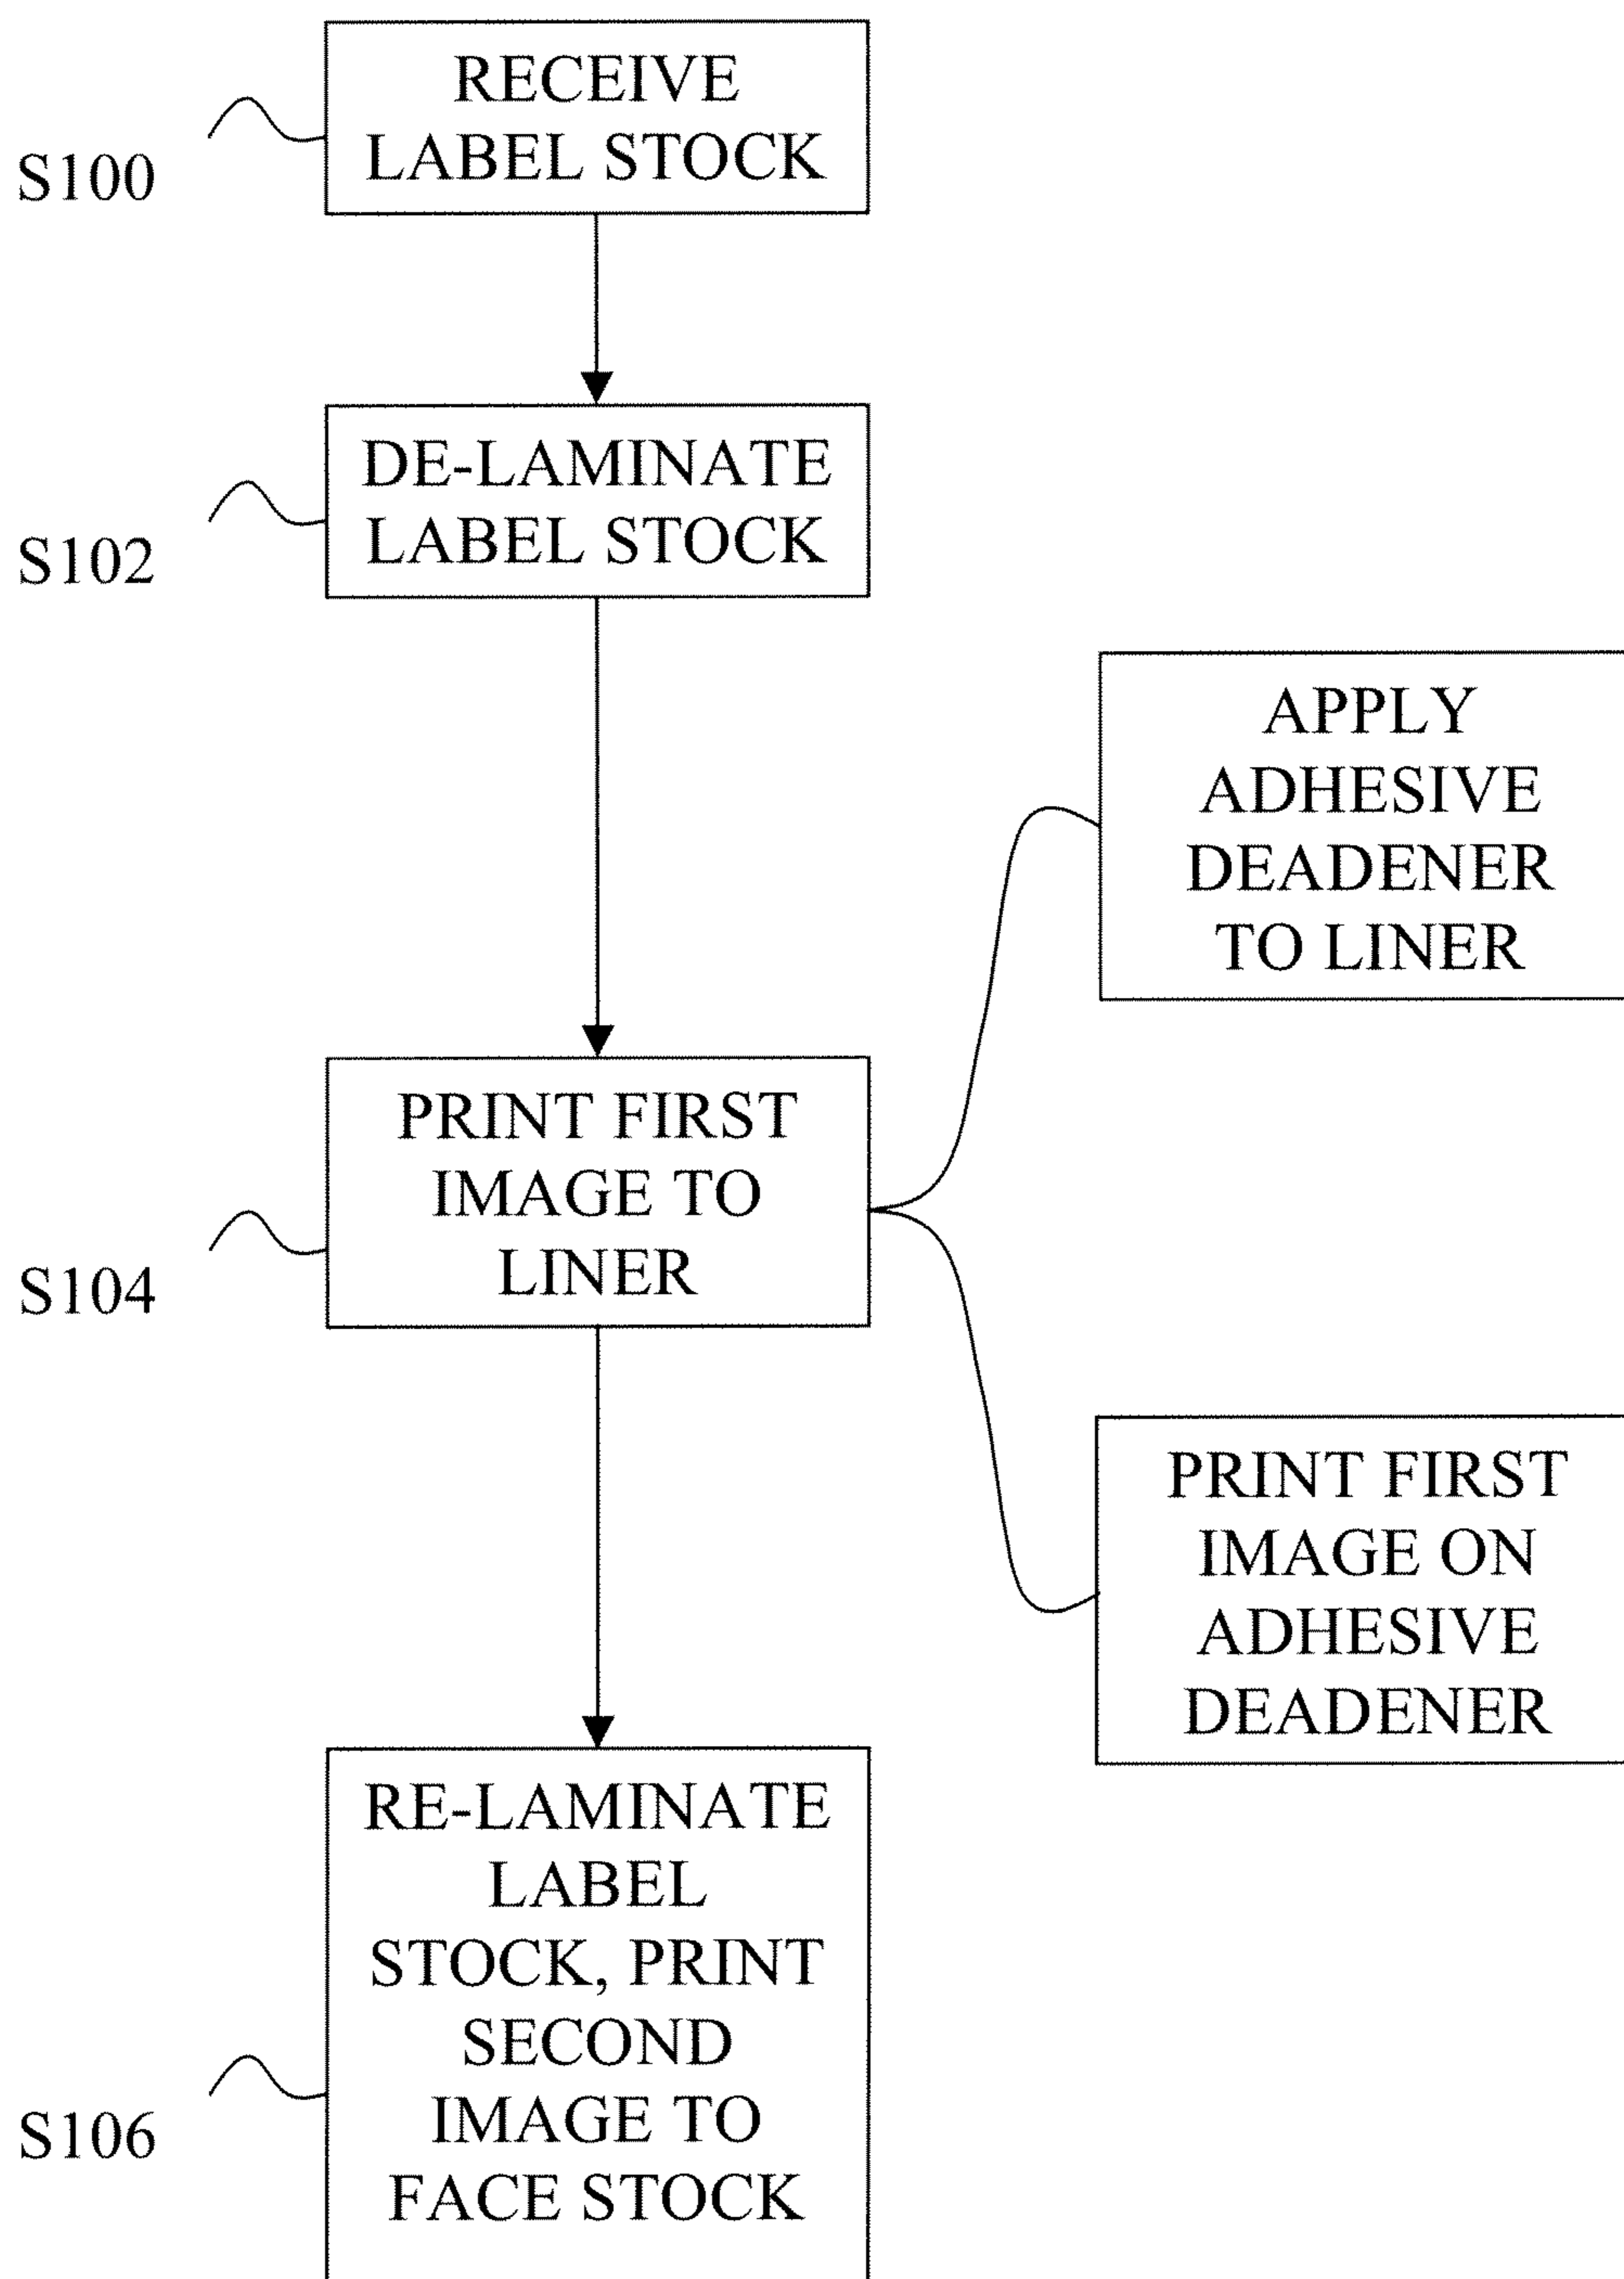 RECEIVE
LABEL STOCK
S100
DE-LAMINATE
LABEL STOCK
S102
APPLY
ADHESIVE
DEADENER
TO LINER
PRINT FIRST
IMAGE TO
LINER
S104
PRINT FIRST
IMAGE ON
ADHESIVE
DEADENER
RE-LAMINATE
LABEL
STOCK, PRINT
SECOND
IMAGE TO
FACE STOCK
S106